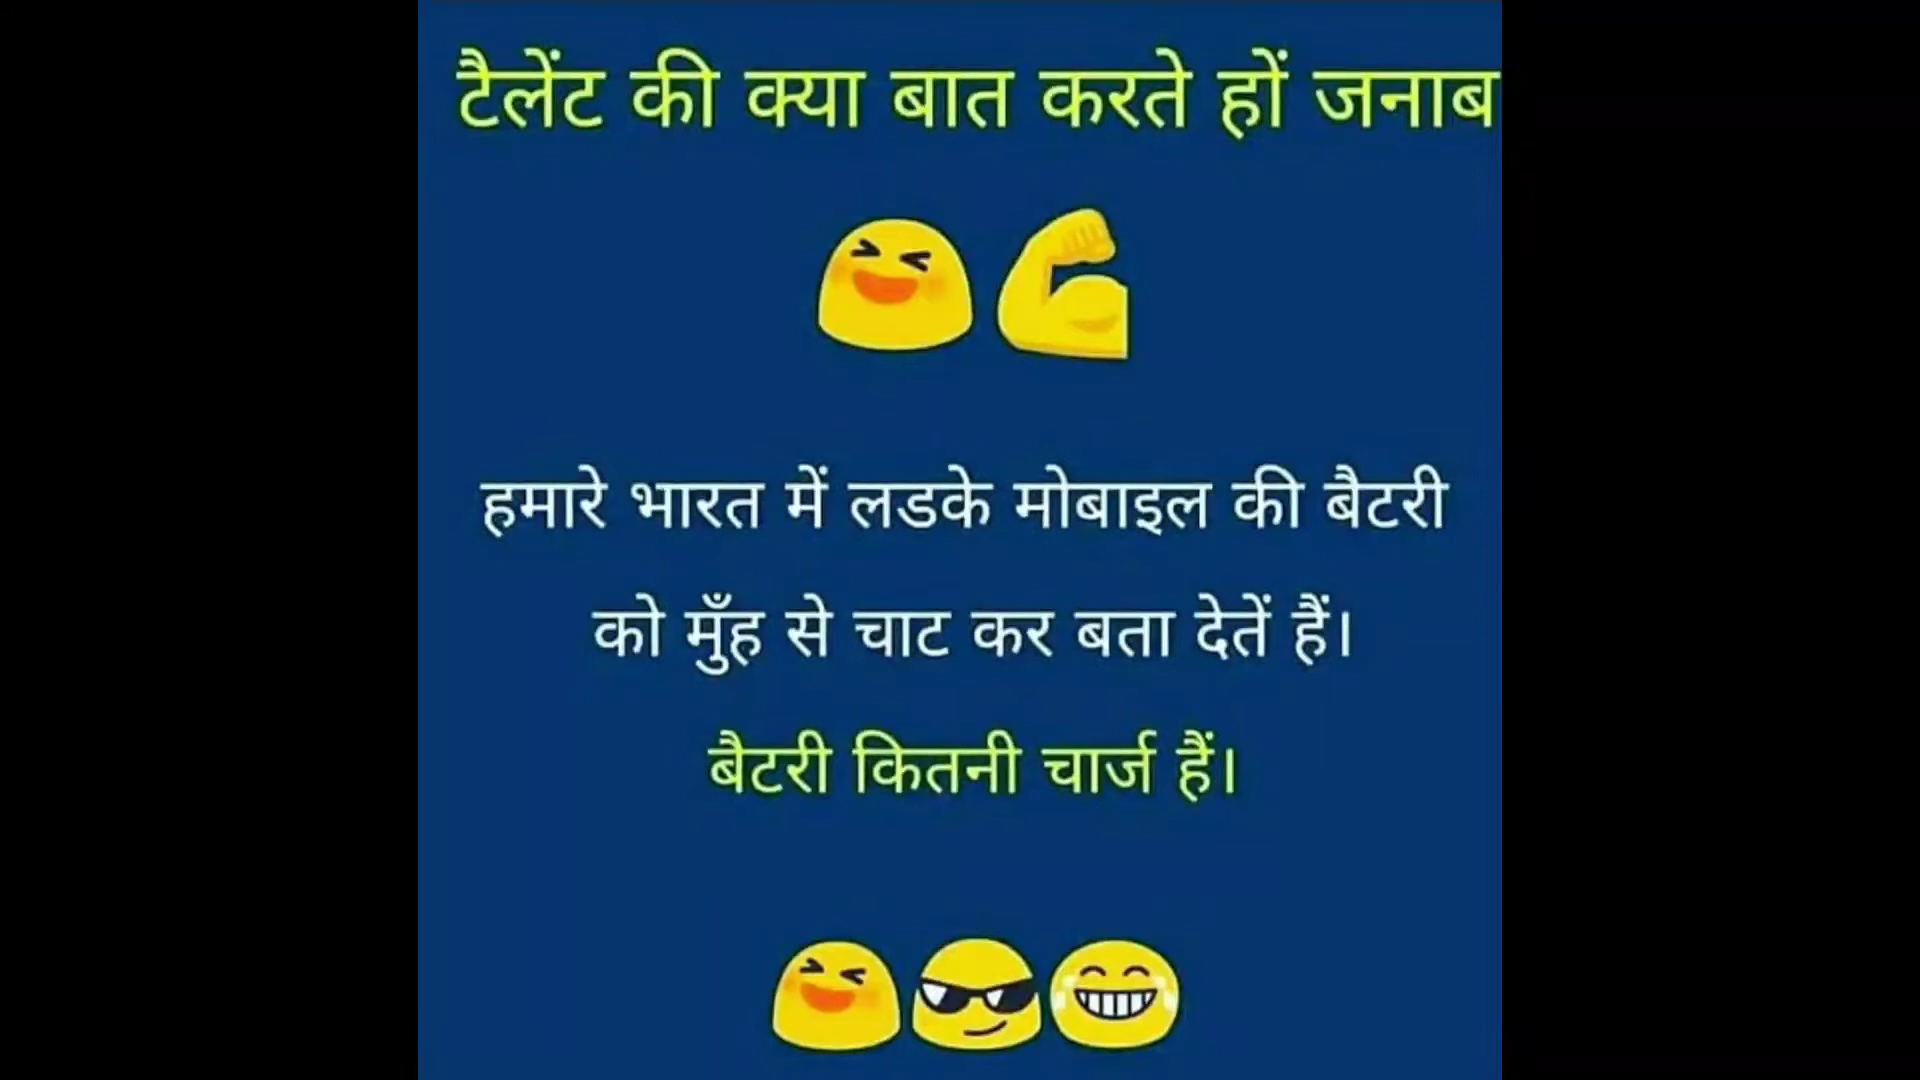 टैलेंट की क्या बात करते हों जनाब
हमारे भारत में लडके मोबाइल की बैटरी
को मुँह से चाट कर बता देतें हैं।
बैटरी कितनी चार्ज हैं।